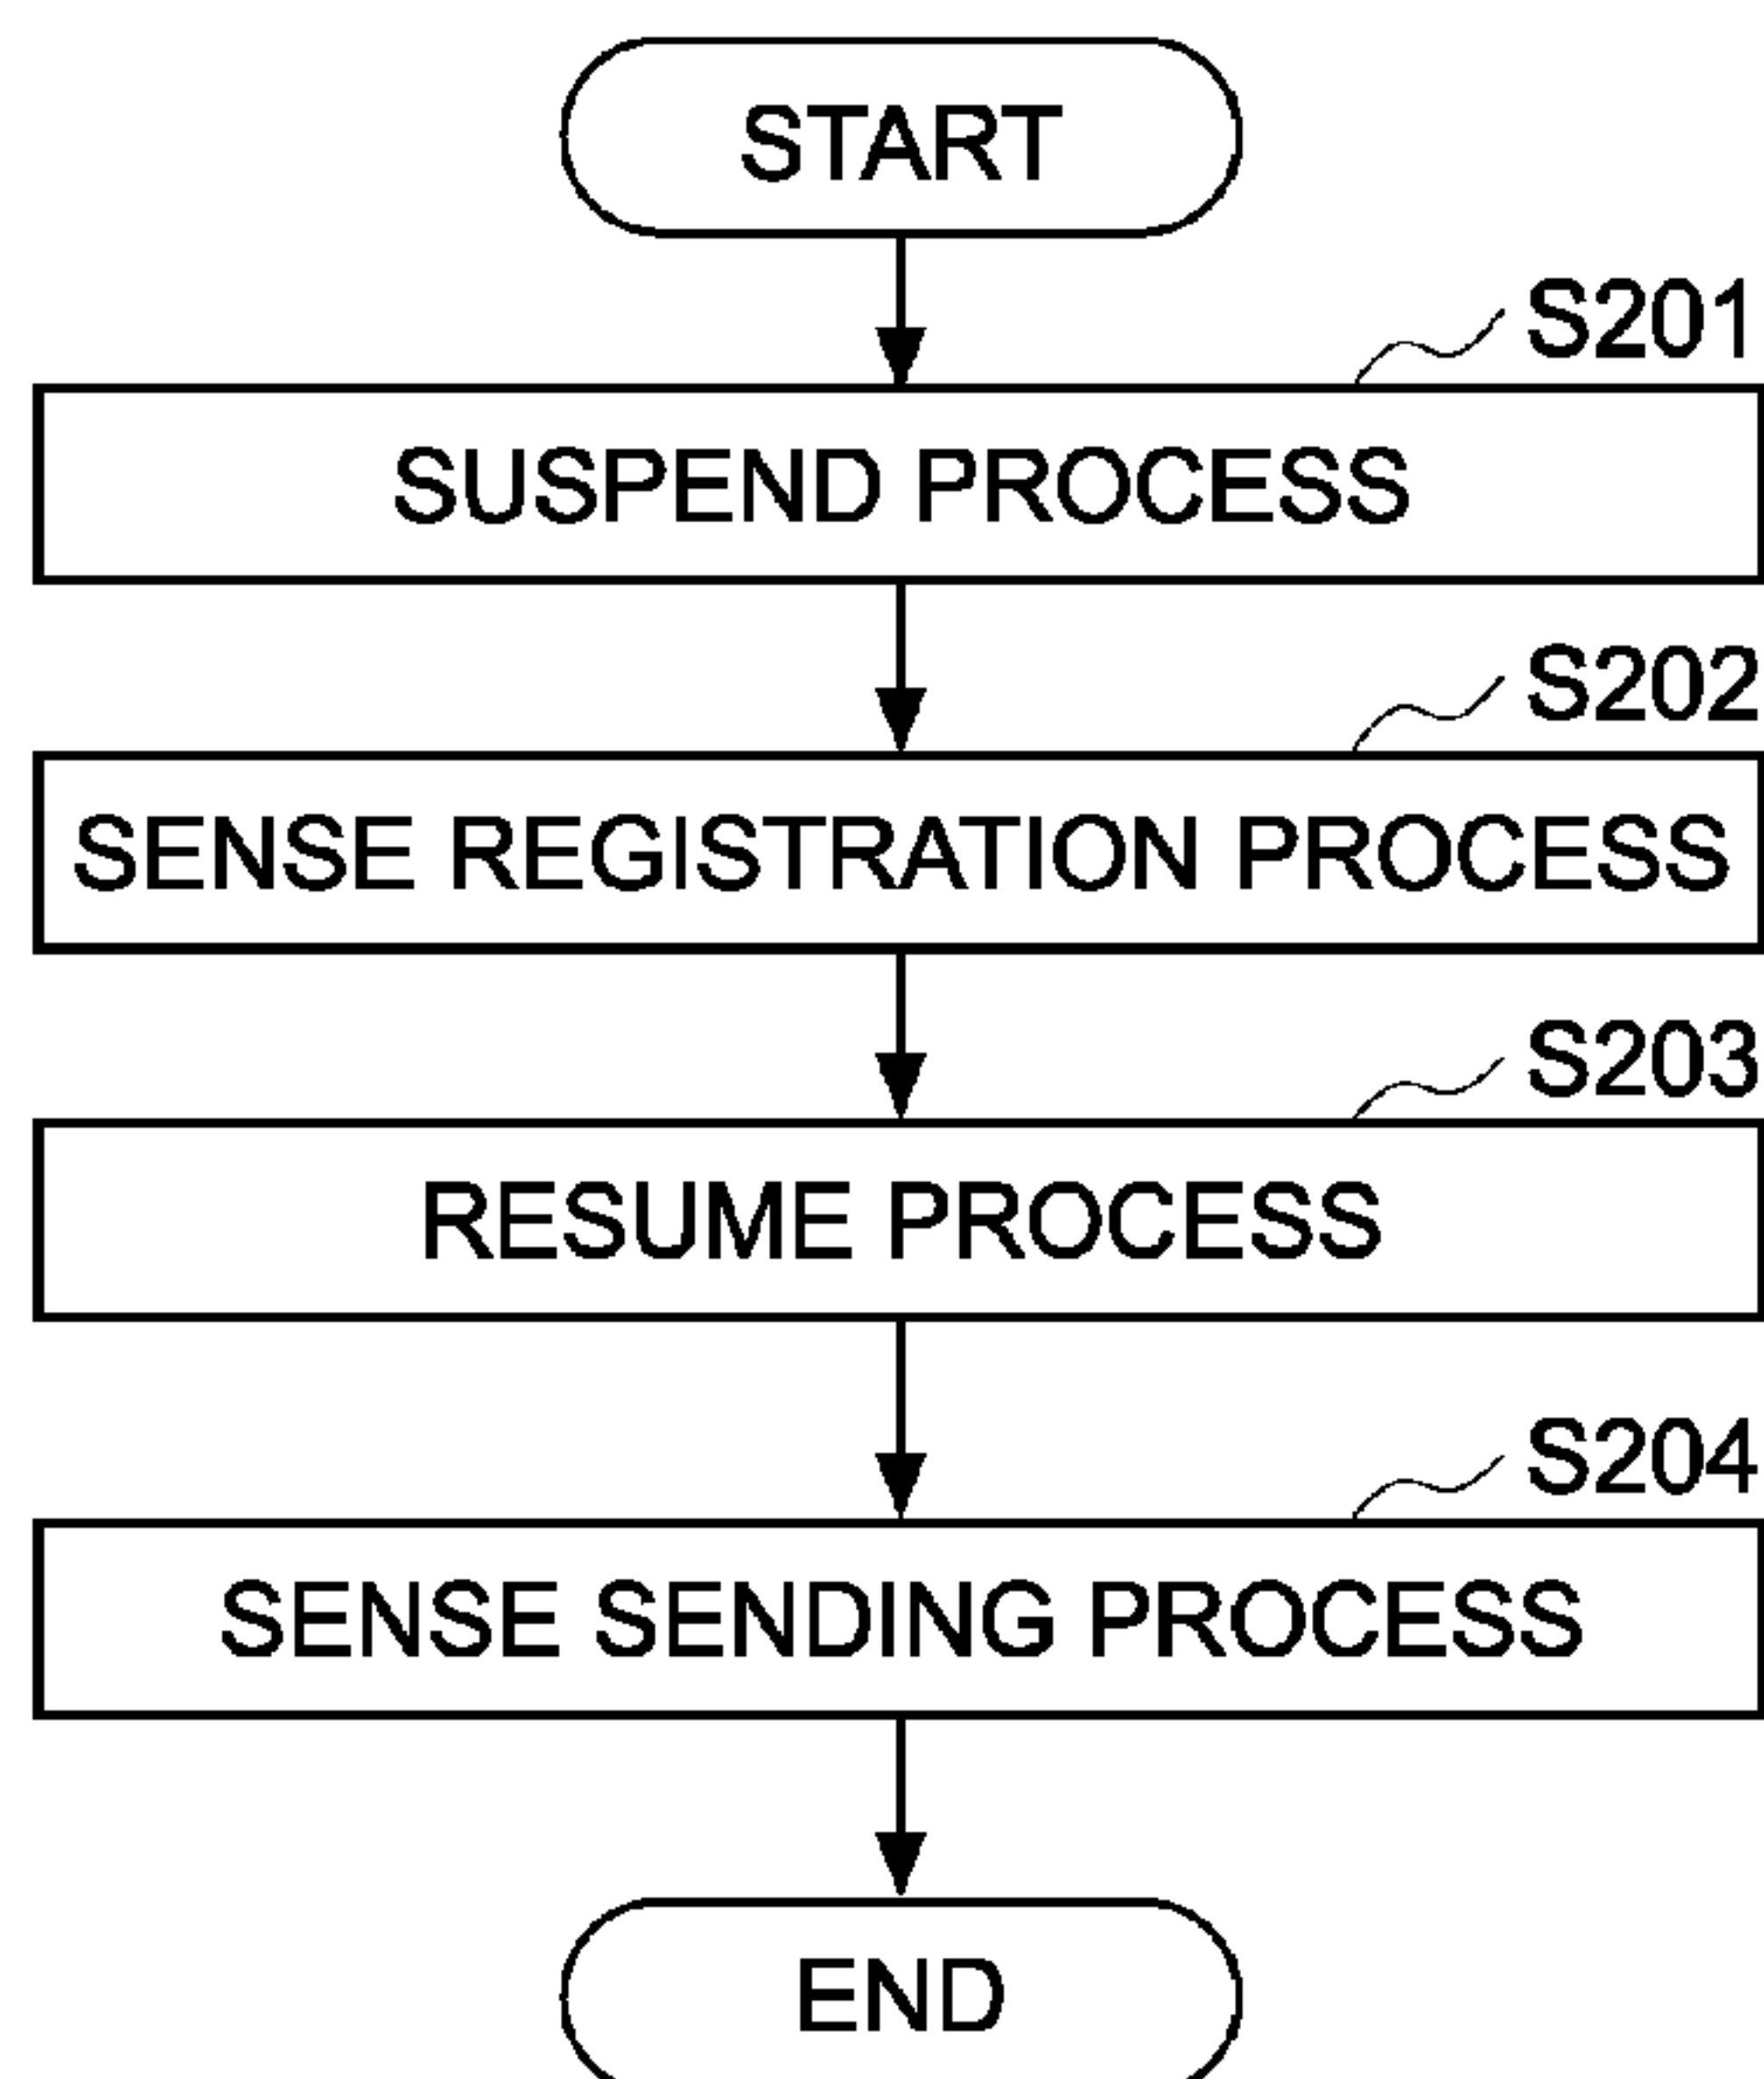 START
S201
SUSPEND PROCESS
S202
SENSE REGISTRATION PROCESS
S203
RESUME PROCESS
S204
SENSE SENDING PROCESS
END